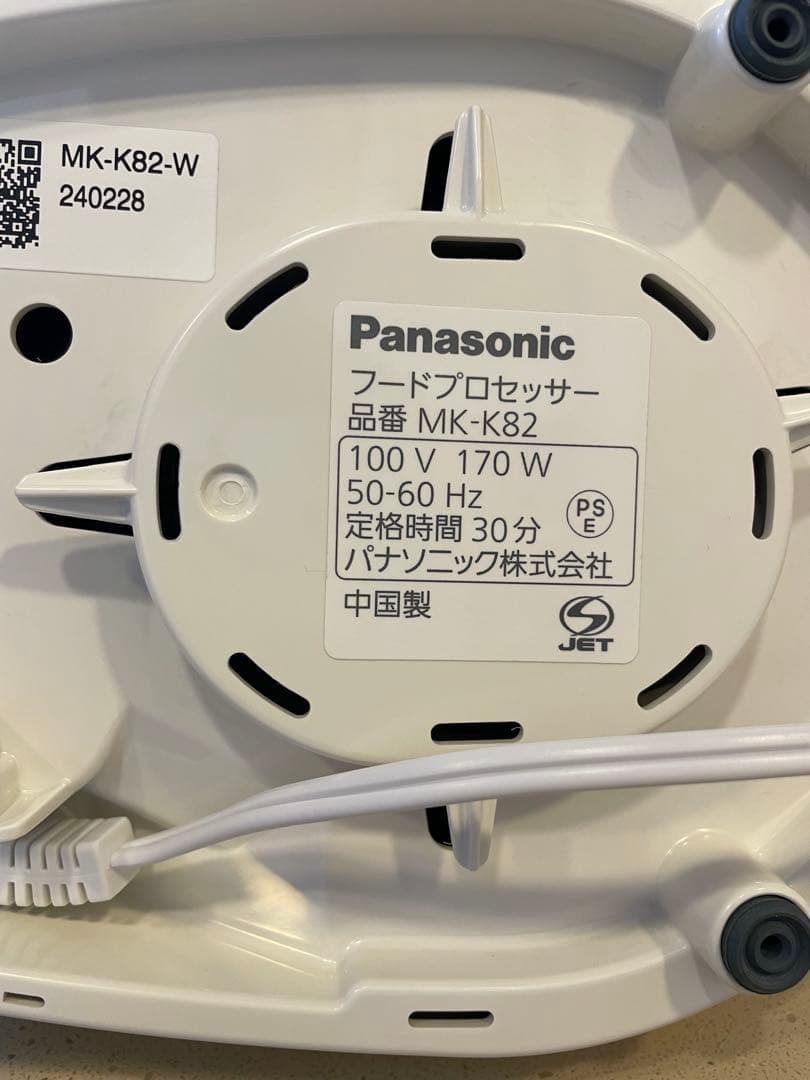 MK-K82-W
240228
Panasonic
フードプロセッサー
品番 MK-K82
100 V 170 W
50-60 Hz
定格時間 30分
PS
E
パナソニック株式会社
中国製
JET